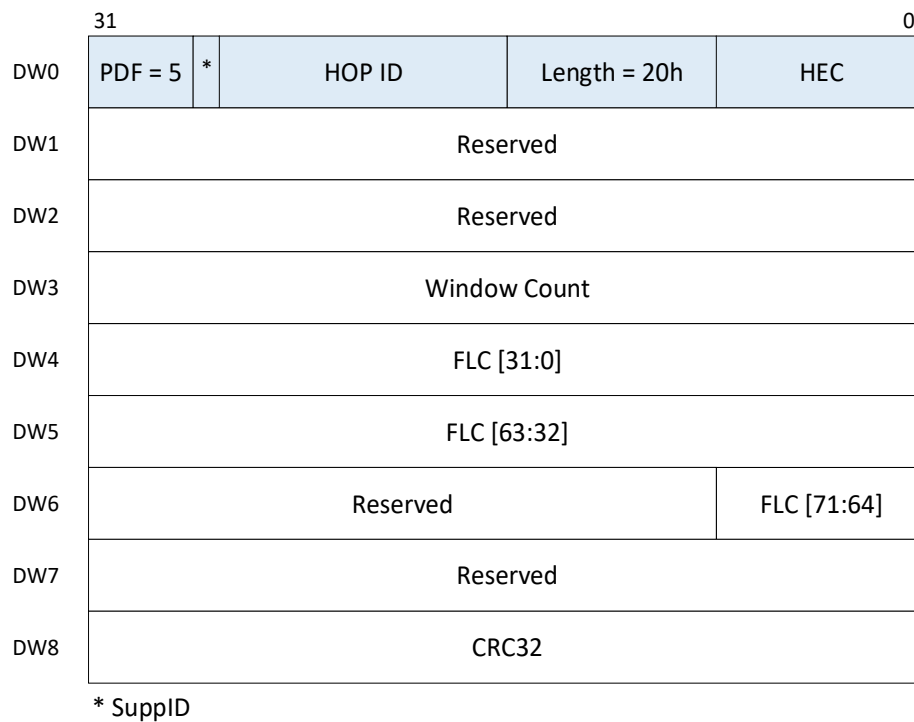 31 0
DW0 PDF = 5 * HOP ID Length = 20h HEC
DW1 Reserved
DW2 Reserved
DW3 Window Count
DW4 FLC [31:0]
DW5 FLC [63:32]
DW6 Reserved FLC [71:64]
DW7 Reserved
DW8 CRC32
* SuppID